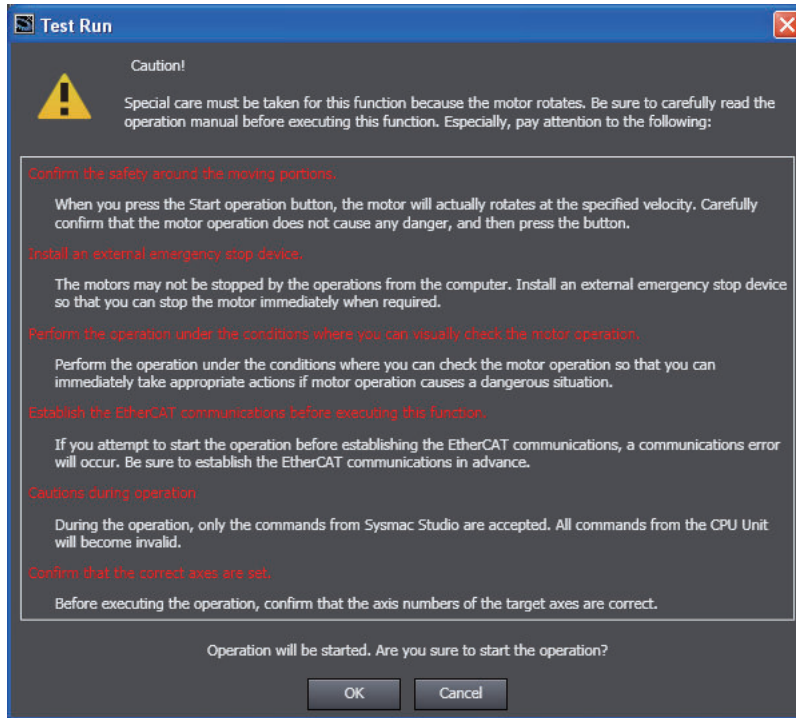 Test Run
Caution!
Special care must be taken for this function because the motor rotates. Be sure to carefully read the
operation manual before executing this function. Especially, pay attention to the following:
Confirm the safety around the moving portions.
When you press the Start operation button, the motor will actually rotates at the specified velocity. Carefully
confirm that the motor operation does not cause any danger, and then press the button.
Install an external emergency stop device.
The motors may not be stopped by the operations from the computer. Install an external emergency stop device
so that you can stop the motor immediately when required.
Perform the operation under the conditions where you can visually check the motor operation.
Perform the operation under the conditions where you can check the motor operation so that you can
immediately take appropriate actions if motor operation causes a dangerous situation.
Establish the EtherCAT communications before executing this function.
If you attempt to start the operation before establishing the EtherCAT communications, a communications error
will occur. Be sure to establish the EtherCAT communications in advance.
Cautions during operation
During the operation, only the commands from Sysmac Studio are accepted. All commands from the CPU Unit
will become invalid.
Confirm that the correct axes are set.
Before executing the operation, confirm that the axis numbers of the target axes are correct.
Operation will be started. Are you sure to start the operation?
OK Cancel